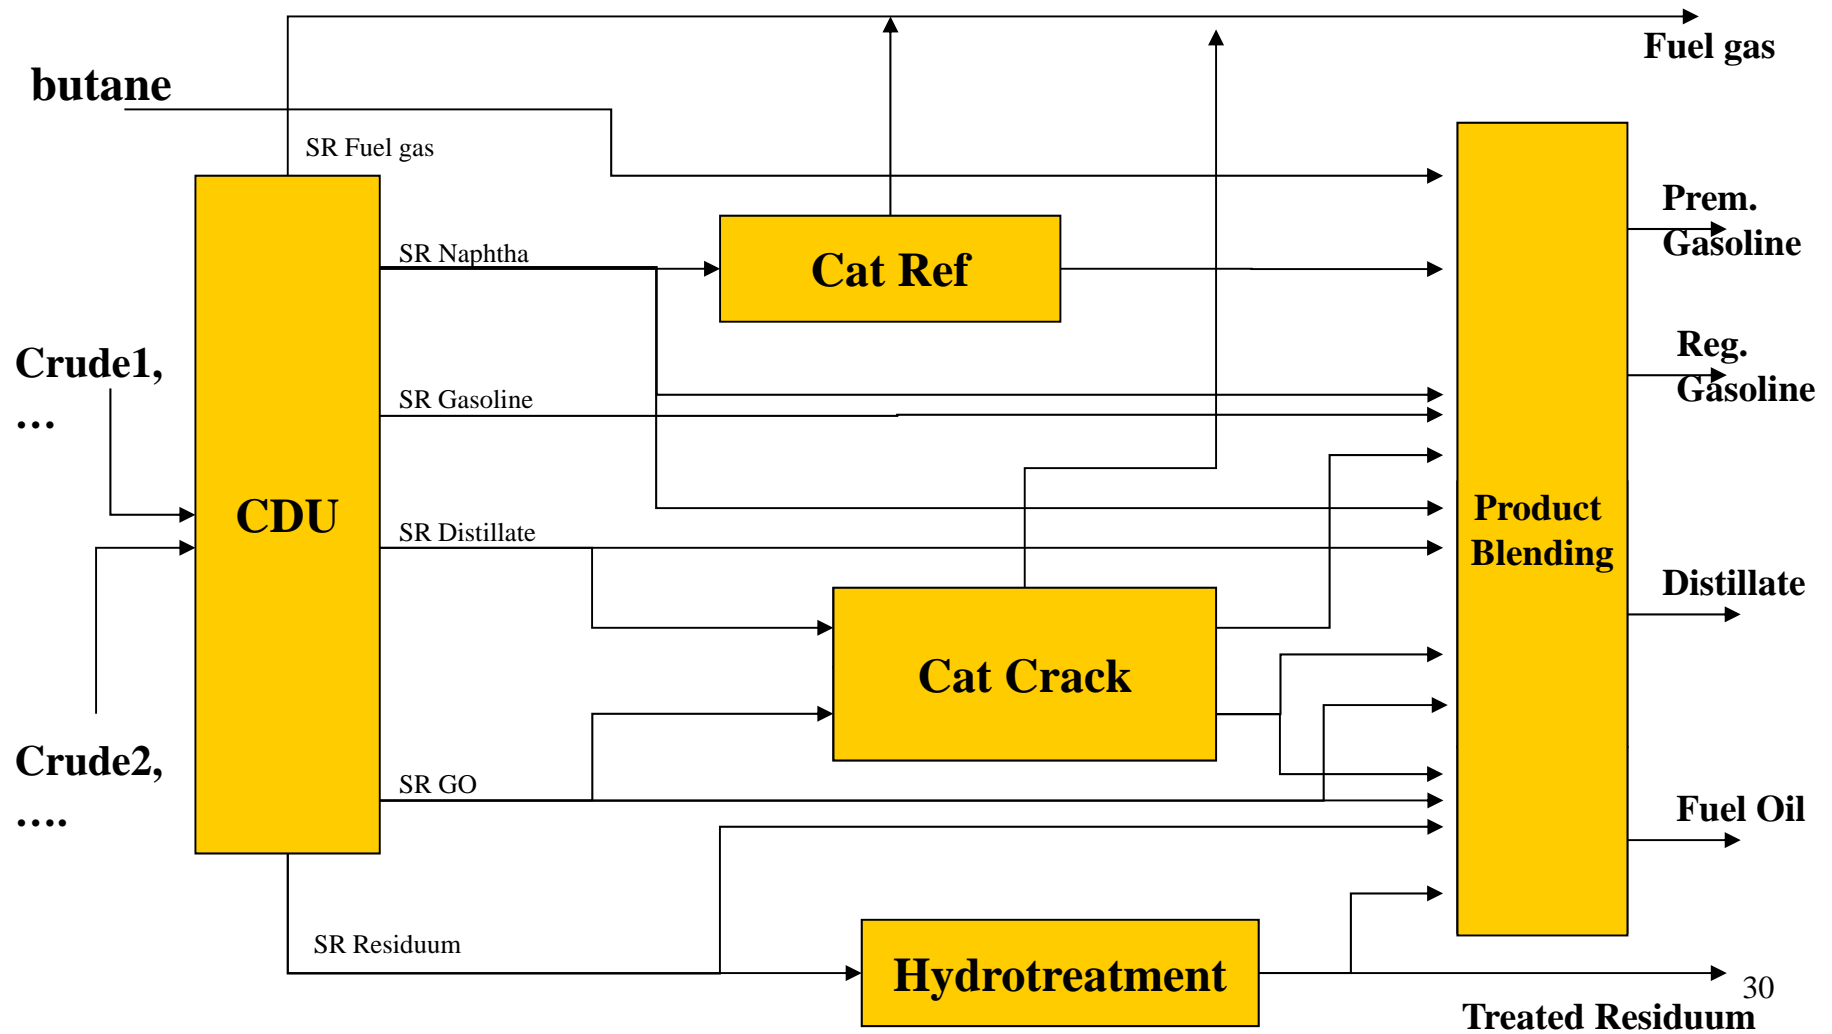 Fuel gas
butane
SR Fuel gas
Prem.
Gasoline
SR Naphtha
Cat Ref
Crude1,
…
Reg.
Gasoline
SR Gasoline
CDU
SR Distillate
Product
Blending
Distillate
Cat Crack
Crude2,
….
SR GO
Fuel Oil
SR Residuum
Hydrotreatment
30
Treated Residuum